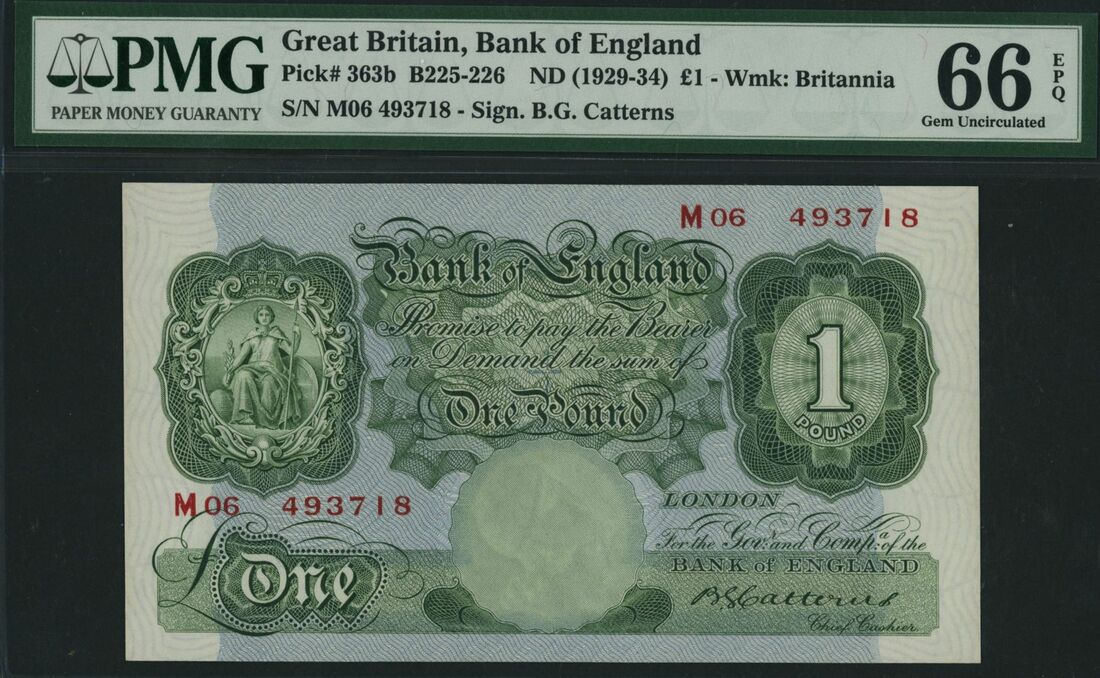 PMG
PAPER MONEY GUARANTY
Great Britain, Bank of England
Pick# 363b B225-226 ND (1929-34) £1 - Wmk: Britannia
S/N M06 493718 - Sign. B.G. Catterns
66 EPQ
Gem Uncirculated
M06 493718
Bank of England
Promise to pay the Bearer
on Demand the sum of
One Pound
1
POUND
M06 493718
LONDON
For the Govr. and Compa. of the
BANK of ENGLAND
B G Catterns
Chief Cashier.
£ One